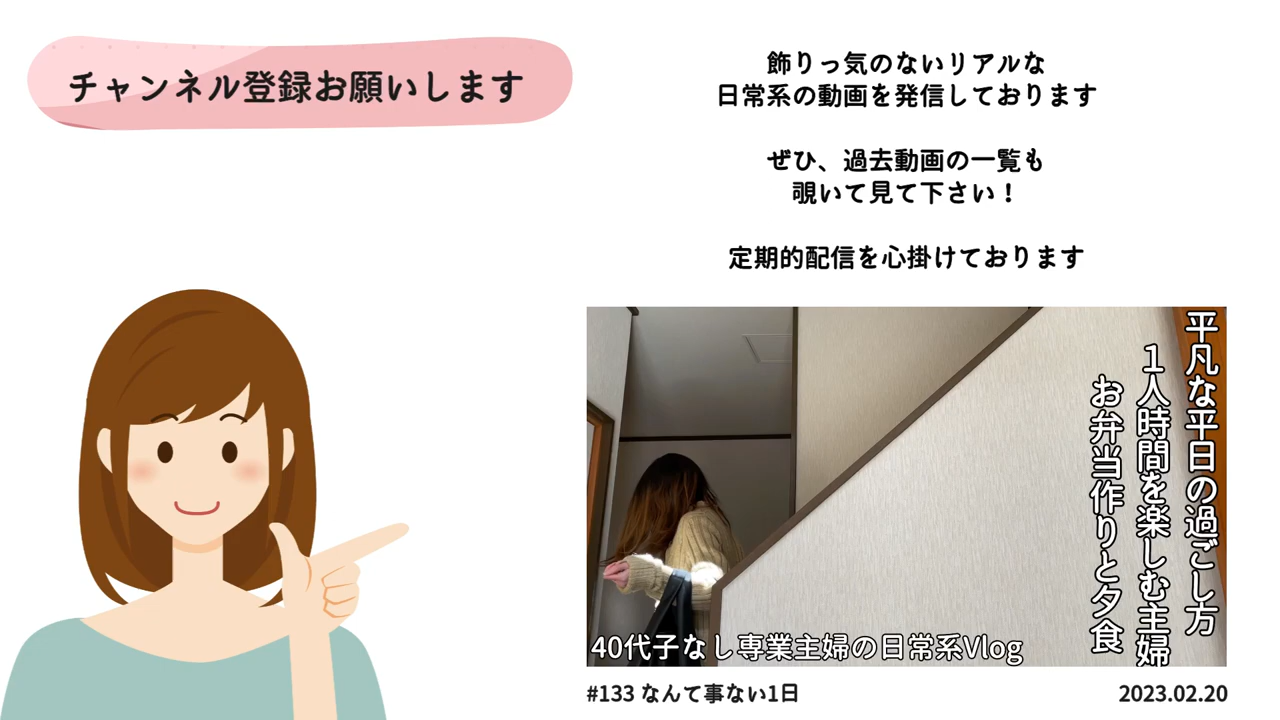 チャンネル登録お願いします
飾りっ気のないリアルな
日常系の動画を発信しております
ぜひ、過去動画の一覧も
覗いて見て下さい！
定期的配信を心掛けております
平凡な平日の過ごし方
1人時間を楽しむ主婦
お弁当作りと夕食
40代子なし専業主婦の日常系Vlog
#133 なんて事ない1日
2023.02.20